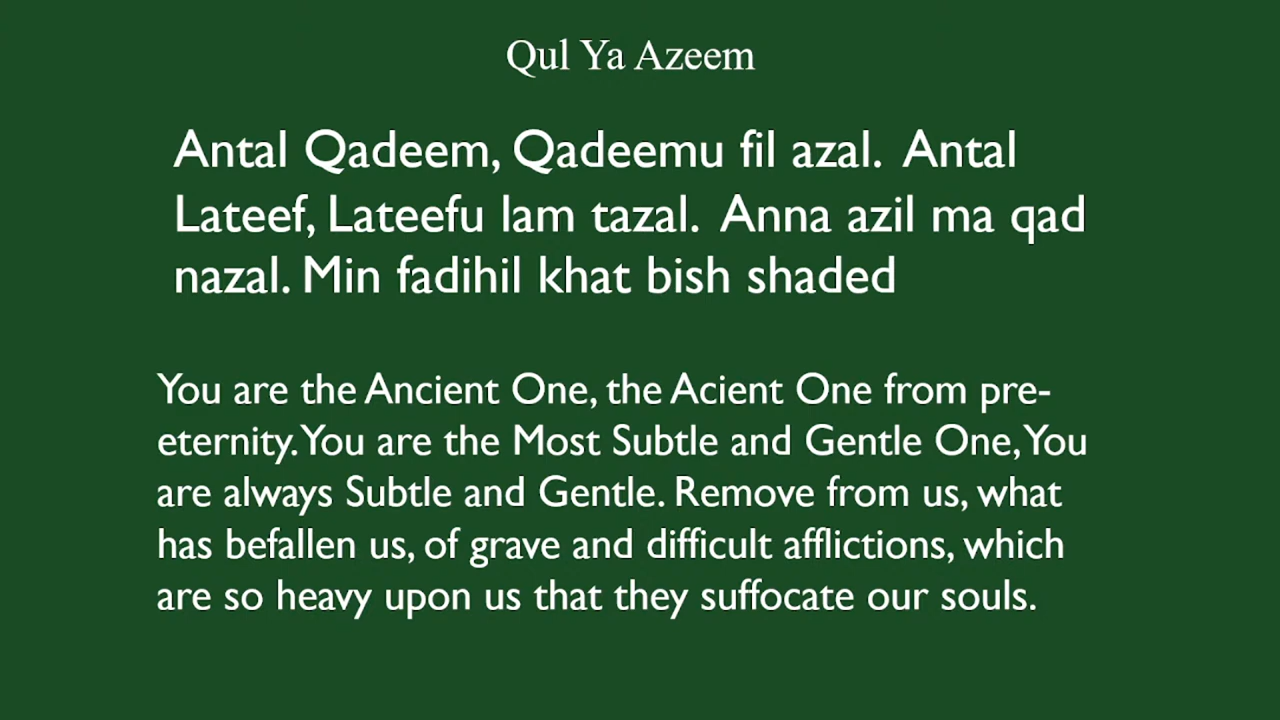 Qul Ya Azeem
Antal Qadeem, Qadeemu fil azal. Antal
Lateef, Lateefu lam tazal. Anna azil ma qad
nazal. Min fadihil khat bish shaded
You are the Ancient One, the Acient One from pre-
eternity. You are the Most Subtle and Gentle One, You
are always Subtle and Gentle. Remove from us, what
has befallen us, of grave and difficult afflictions, which
are so heavy upon us that they suffocate our souls.